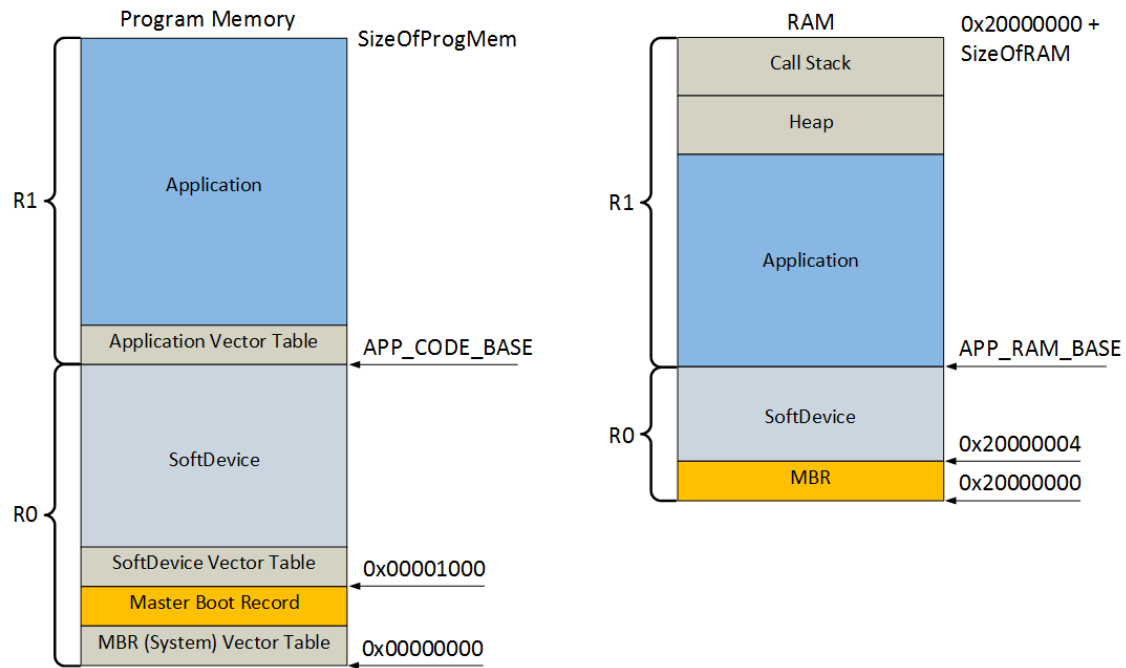 Program Memory
SizeOfProgMem
Application
R1
Application Vector Table
APP_CODE_BASE
SoftDevice
R0
SoftDevice Vector Table
0x00001000
Master Boot Record
MBR (System) Vector Table
0x00000000
RAM
0x20000000 +
SizeOfRAM
Call Stack
Heap
R1
Application
APP_RAM_BASE
SoftDevice
R0
0x20000004
MBR
0x20000000